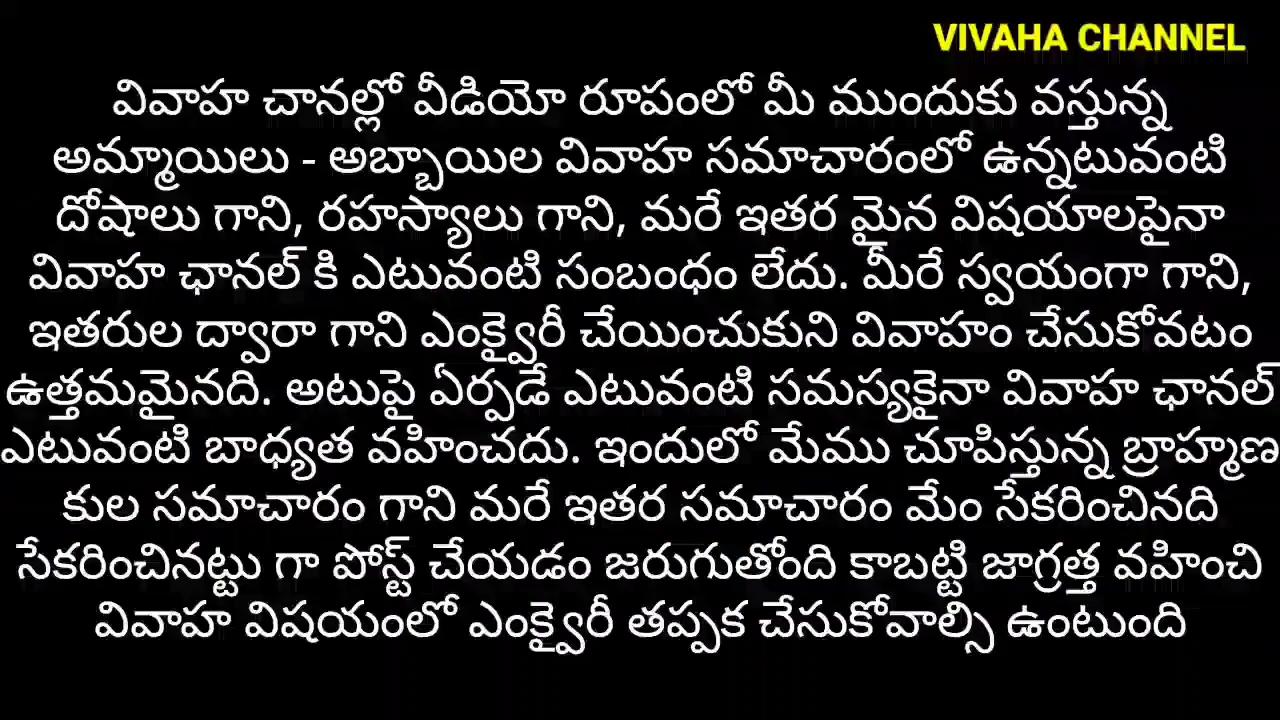 VIVAHA CHANNEL
వివాహ చానల్లో వీడియో రూపంలో మీ ముందుకు వస్తున్న
అమ్మాయిలు - అబ్బాయిల వివాహ సమాచారంలో ఉన్నటువంటి
దోషాలు గాని, రహస్యాలు గాని, మరే ఇతర మైన విషయాలపైనా
వివాహ ఛానల్ కి ఎటువంటి సంబంధం లేదు. మీరే స్వయంగా గాని,
ఇతరుల ద్వారా గాని ఎంక్వైరీ చేయించుకుని వివాహం చేసుకోవటం
ఉత్తమమైనది. అటుపై ఏర్పడే ఎటువంటి సమస్యకైనా వివాహ ఛానల్
ఎటువంటి బాధ్యత వహించదు. ఇందులో మేము చూపిస్తున్న బ్రాహ్మణ
కుల సమాచారం గాని మరే ఇతర సమాచారం మేం సేకరించినది
సేకరించినట్టు గా పోస్ట్ చేయడం జరుగుతోంది కాబట్టి జాగ్రత్త వహించి
వివాహ విషయంలో ఎంక్వైరీ తప్పక చేసుకోవాల్సి ఉంటుంది